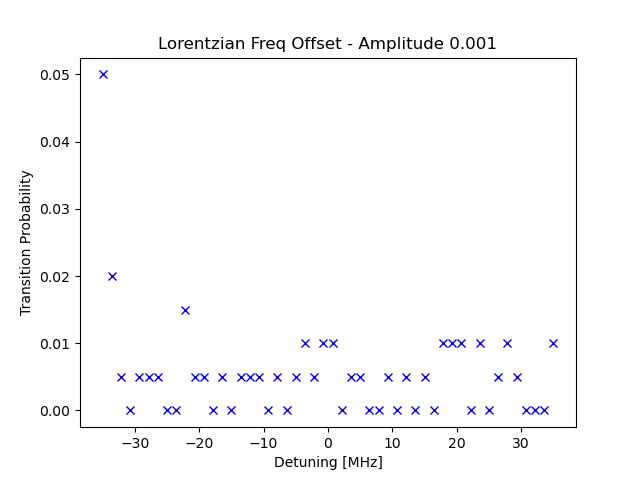 Lorentzian Freq Offset - Amplitude 0.001
Transition Probability
0.05
0.04
0.03
0.02
0.01
0.00
−30 −20 −10 0 10 20 30
Detuning [MHz]